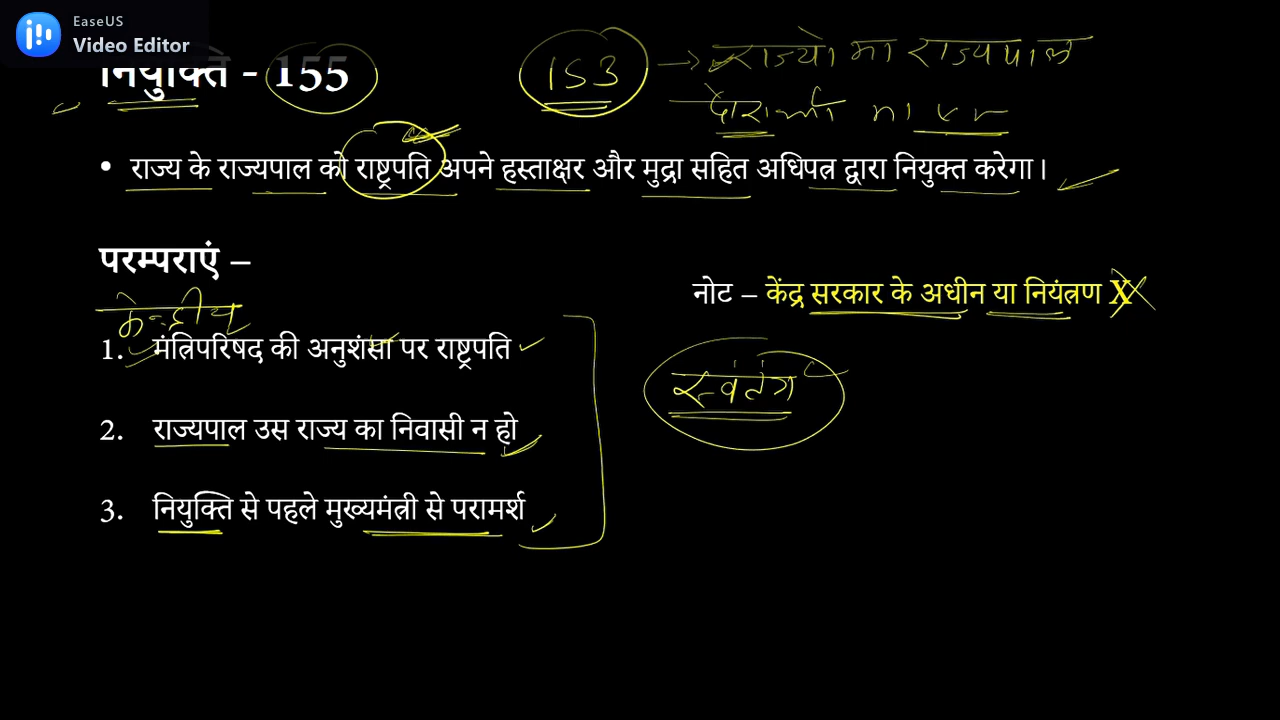 EaseUS
Video Editor
नियुक्ति - 155
153 → राज्यो का राज्यपाल
• राज्य के राज्यपाल को राष्ट्रपति अपने हस्ताक्षर और मुद्रा सहित अधिपत्र द्वारा नियुक्त करेगा।
परम्पराएं –
नोट – केंद्र सरकार के अधीन या नियंत्रण X
केन्द्रीय
1. मंत्रिपरिषद की अनुशंसा पर राष्ट्रपति
स्वतंत्र
2. राज्यपाल उस राज्य का निवासी न हो
3. नियुक्ति से पहले मुख्यमंत्री से परामर्श